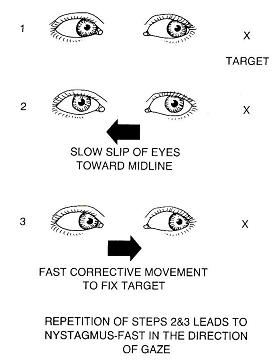 1
X
TARGET
2
X
SLOW SLIP OF EYES
TOWARD MIDLINE
3
X
FAST CORRECTIVE MOVEMENT
TO FIX TARGET
REPETITION OF STEPS 2&3 LEADS TO
NYSTAGMUS-FAST IN THE DIRECTION
OF GAZE